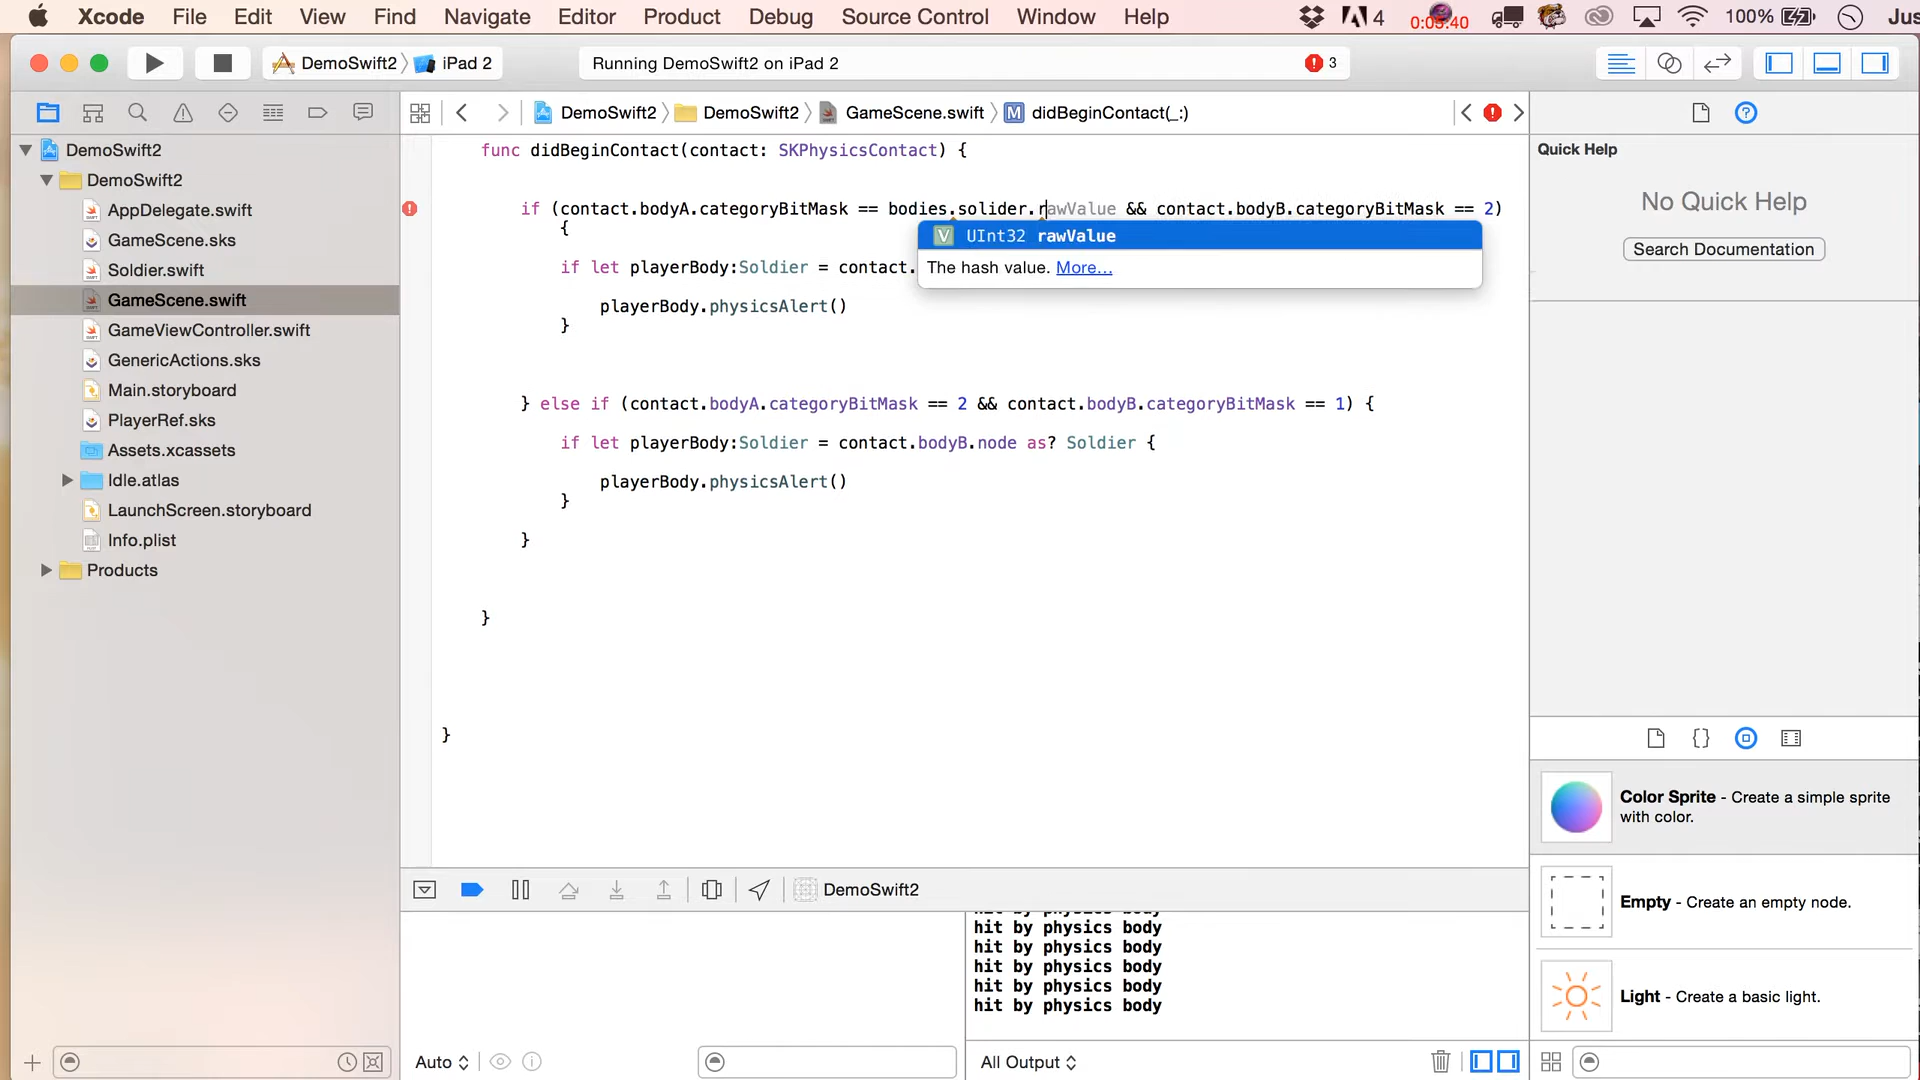 Xcode File Edit View Find Navigate Editor Product Debug Source Control Window Help 4 0:05:40 100% Jus
DemoSwift2 iPad 2 Running DemoSwift2 on iPad 2 3
DemoSwift2 DemoSwift2 GameScene.swift M didBeginContact(_:)
DemoSwift2
DemoSwift2
AppDelegate.swift
GameScene.sks
Soldier.swift
GameScene.swift
GameViewController.swift
GenericActions.sks
Main.storyboard
PlayerRef.sks
Assets.xcassets
Idle.atlas
LaunchScreen.storyboard
Info.plist
Products
func didBeginContact(contact: SKPhysicsContact) {
if (contact.bodyA.categoryBitMask == bodies.solider.rawValue && contact.bodyB.categoryBitMask == 2)
{
V UInt32 rawValue
The hash value. More...
if let playerBody:Soldier = contact.
playerBody.physicsAlert()
}
} else if (contact.bodyA.categoryBitMask == 2 && contact.bodyB.categoryBitMask == 1) {
if let playerBody:Soldier = contact.bodyB.node as? Soldier {
playerBody.physicsAlert()
}
}
}
}
DemoSwift2
hit by physics body
hit by physics body
hit by physics body
hit by physics body
hit by physics body
hit by physics body
Auto
All Output
Quick Help
No Quick Help
Search Documentation
{}
Color Sprite - Create a simple sprite
with color.
Empty - Create an empty node.
Light - Create a basic light.